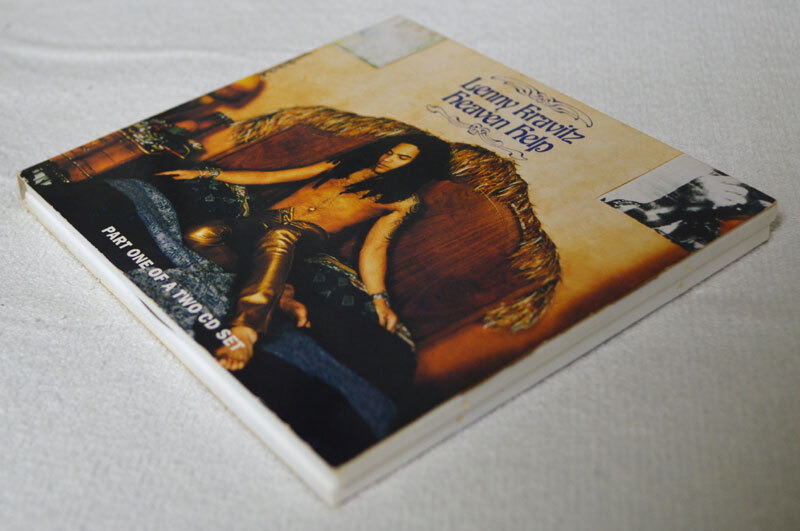 Lenny Kravitz
heaven help
PART ONE OF A TWO CD SET